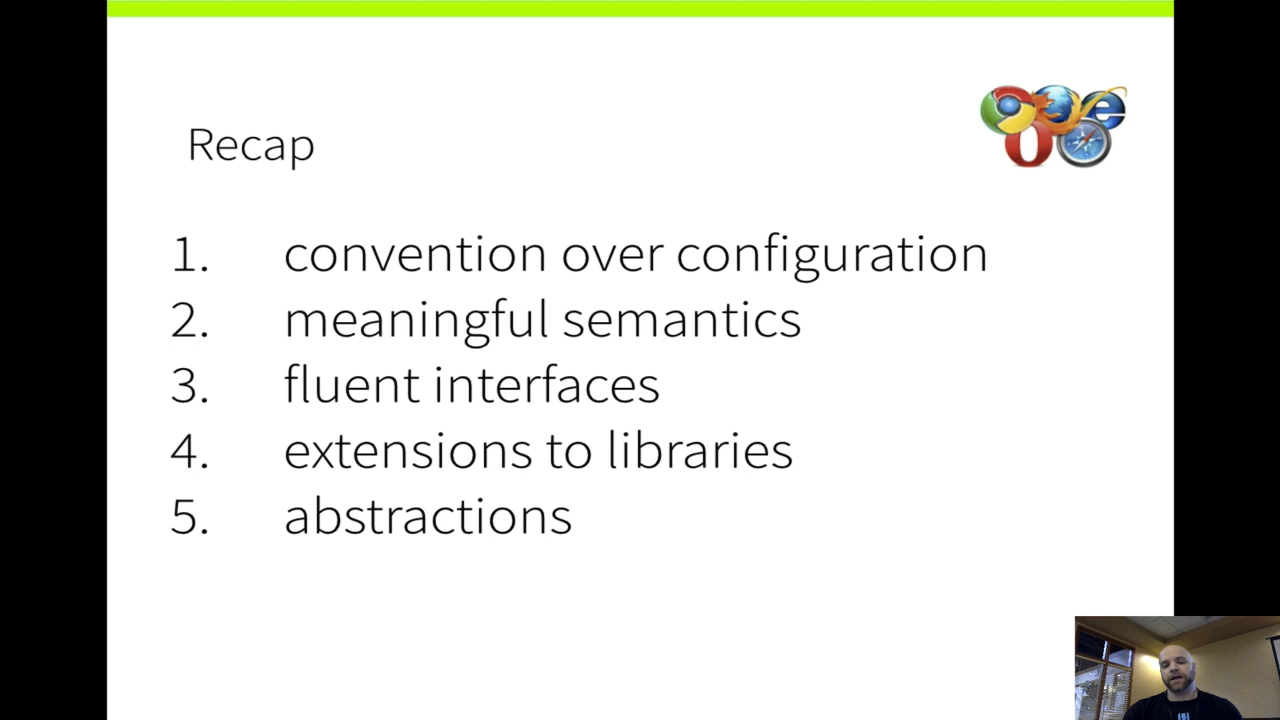 Recap
1. convention over configuration
2. meaningful semantics
3. fluent interfaces
4. extensions to libraries
5. abstractions